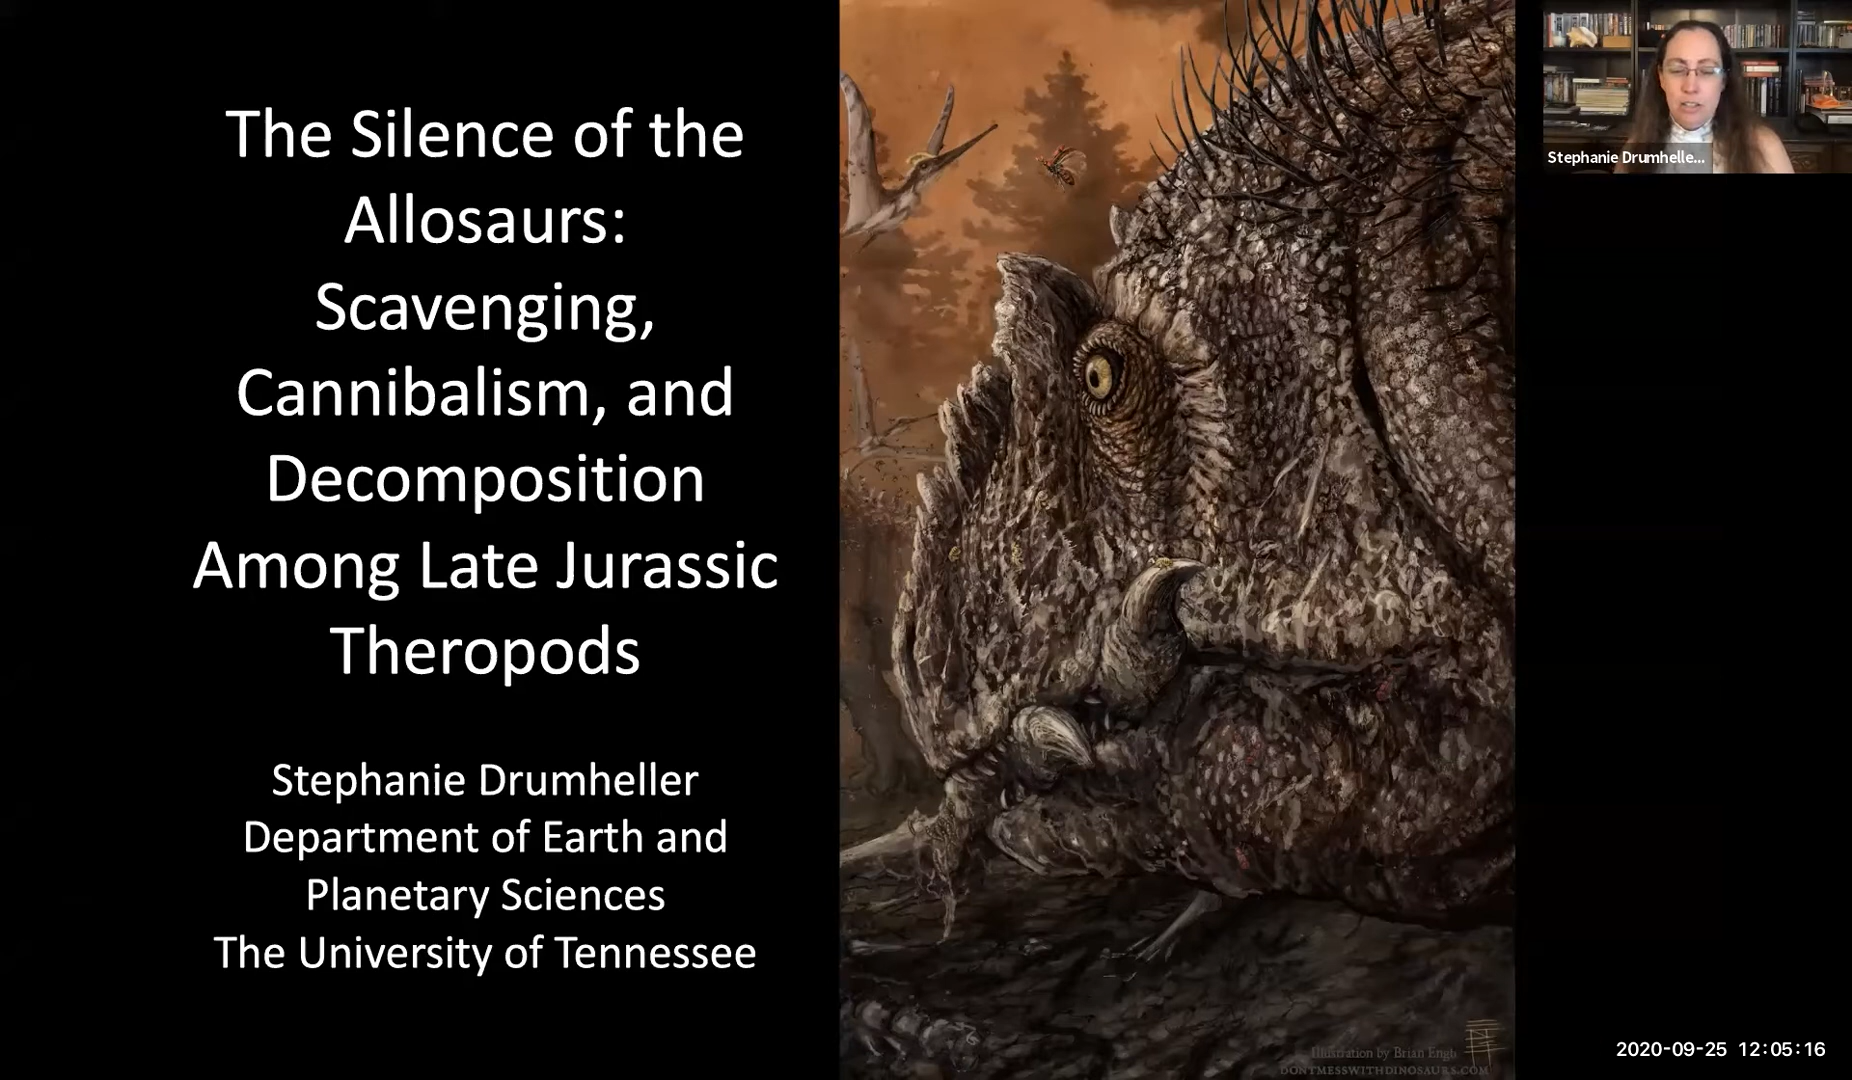 The Silence of the
Allosaurs:
Scavenging,
Cannibalism, and
Decomposition
Among Late Jurassic
Theropods
Stephanie Drumheller
Department of Earth and
Planetary Sciences
The University of Tennessee
Stephanie Drumhelle...
Illustration by Brian Engh
DONTMESSWITHDINOSAURS.COM
2020-09-25 12:05:16